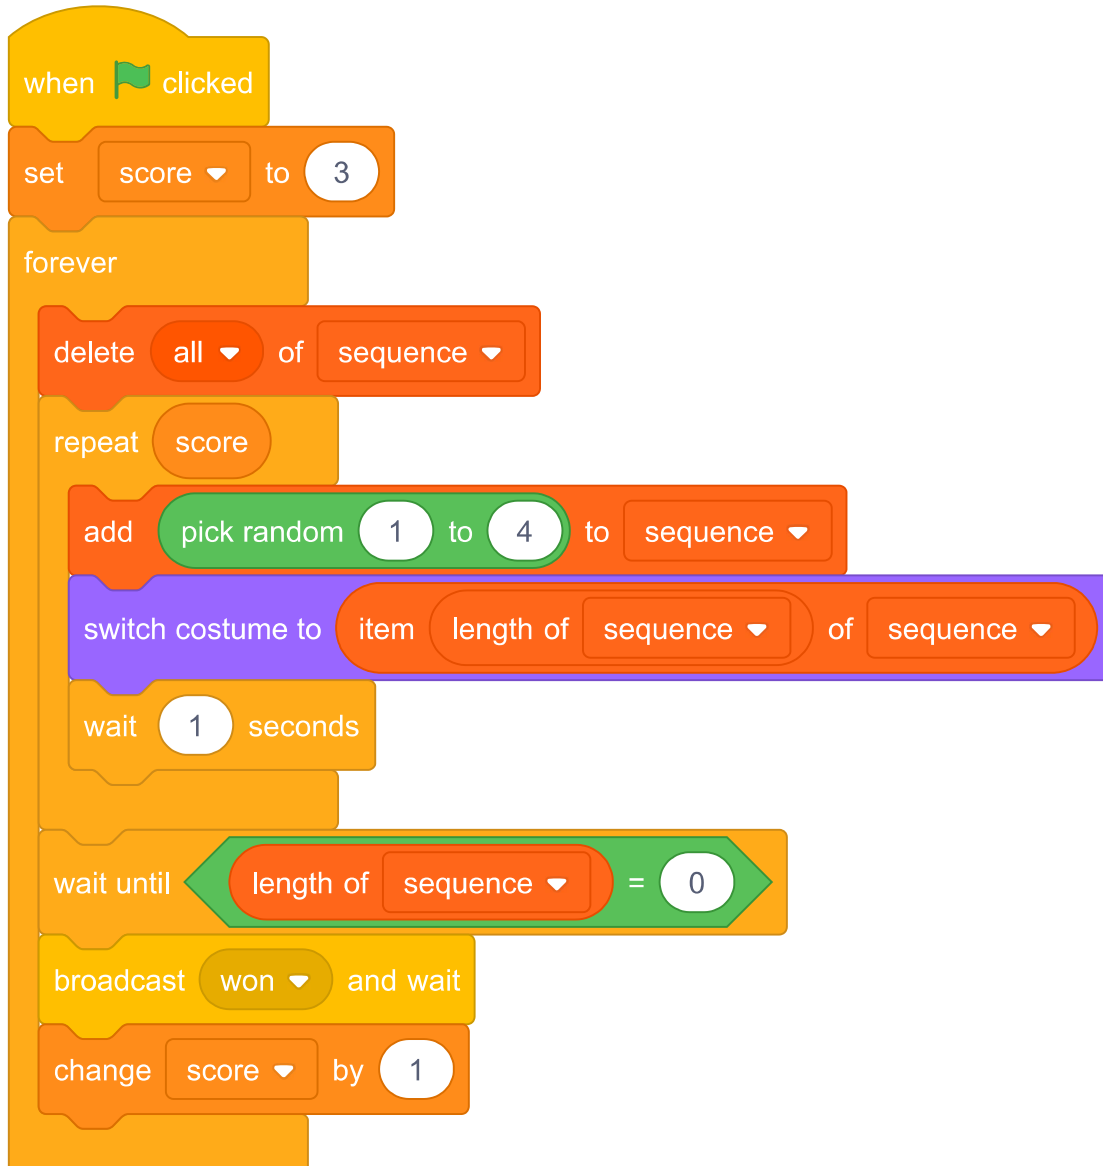 when clicked
set score to 3
forever
delete all of sequence
repeat score
add pick random 1 to 4 to sequence
switch costume to item length of sequence of sequence
wait 1 seconds
wait until length of sequence = 0
broadcast won and wait
change score by 1